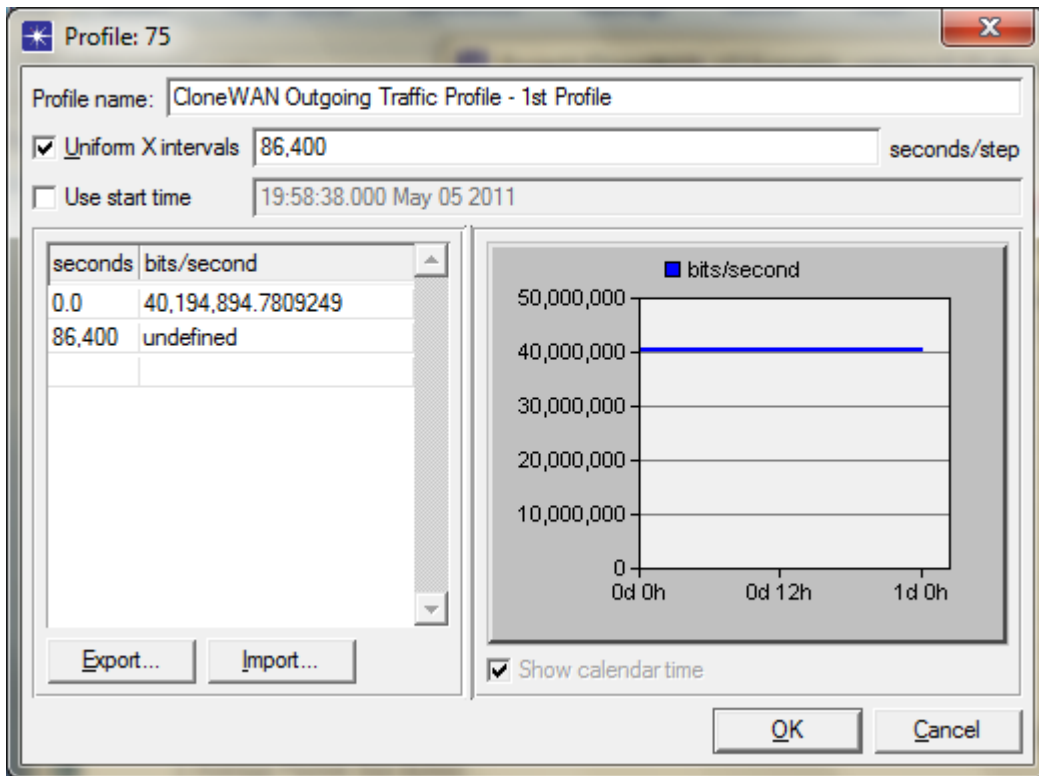 Profile: 75
Profile name: CloneWAN Outgoing Traffic Profile - 1st Profile
Uniform X intervals 86,400 seconds/step
Use start time 19:58:38.000 May 05 2011
seconds bits/second
0.0 40,194,894.7809249
86,400 undefined
bits/second
50,000,000
40,000,000
30,000,000
20,000,000
10,000,000
0
0d 0h 0d 12h 1d 0h
Export... Import...
Show calendar time
OK Cancel